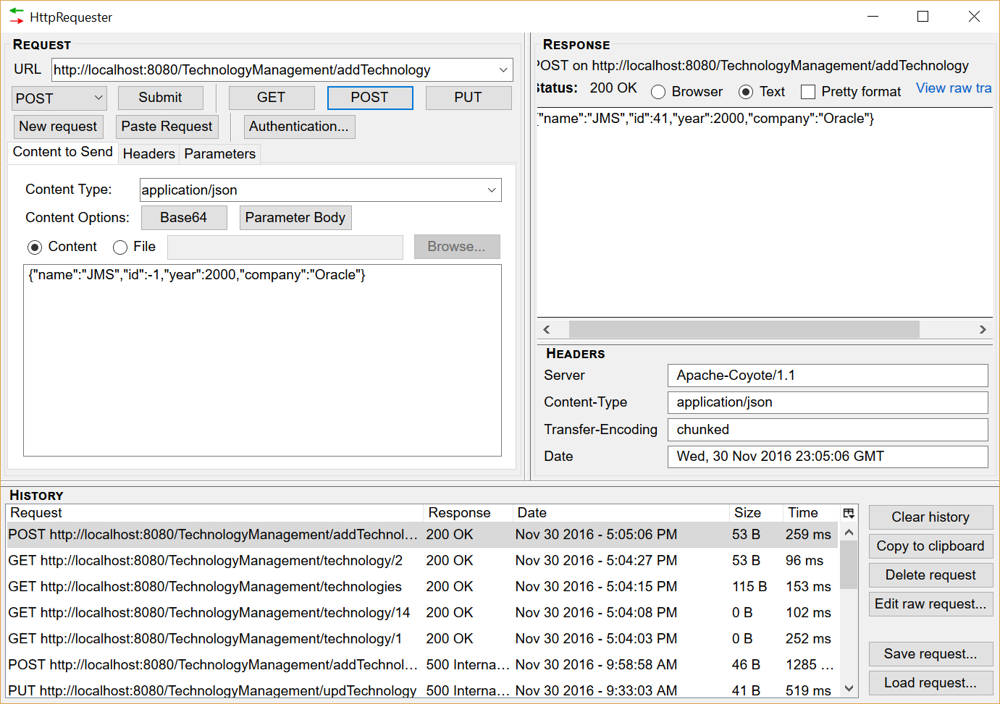 HttpRequester
REQUEST
URL http://localhost:8080/TechnologyManagement/addTechnology
POST Submit GET POST PUT
New request Paste Request Authentication...
Content to Send Headers Parameters
Content Type: application/json
Content Options: Base64 Parameter Body
Content File Browse...
{"name":"JMS","id":-1,"year":2000,"company":"Oracle"}
RESPONSE
POST on http://localhost:8080/TechnologyManagement/addTechnology
Status: 200 OK Browser Text Pretty format View raw tra
{"name":"JMS","id":41,"year":2000,"company":"Oracle"}
HEADERS
Server Apache-Coyote/1.1
Content-Type application/json
Transfer-Encoding chunked
Date Wed, 30 Nov 2016 23:05:06 GMT
HISTORY
Request Response Date Size Time
POST http://localhost:8080/TechnologyManagement/addTechnol... 200 OK Nov 30 2016 - 5:05:06 PM 53 B 259 ms
GET http://localhost:8080/TechnologyManagement/technology/2 200 OK Nov 30 2016 - 5:04:27 PM 53 B 96 ms
GET http://localhost:8080/TechnologyManagement/technologies 200 OK Nov 30 2016 - 5:04:15 PM 115 B 153 ms
GET http://localhost:8080/TechnologyManagement/technology/14 200 OK Nov 30 2016 - 5:04:08 PM 0 B 102 ms
GET http://localhost:8080/TechnologyManagement/technology/1 200 OK Nov 30 2016 - 5:04:03 PM 0 B 252 ms
POST http://localhost:8080/TechnologyManagement/addTechnol... 500 Interna... Nov 30 2016 - 9:58:58 AM 46 B 1285 ...
PUT http://localhost:8080/TechnologyManagement/updTechnology 500 Interna... Nov 30 2016 - 9:33:03 AM 41 B 519 ms
Clear history
Copy to clipboard
Delete request
Edit raw request...
Save request...
Load request...